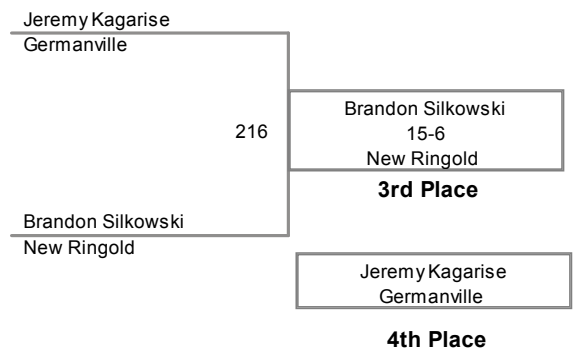 Jeremy Kagarise
Germanville
216
Brandon Silkowski
15-6
New Ringold
3rd Place
Brandon Silkowski
New Ringold
Jeremy Kagarise
Germanville
4th Place